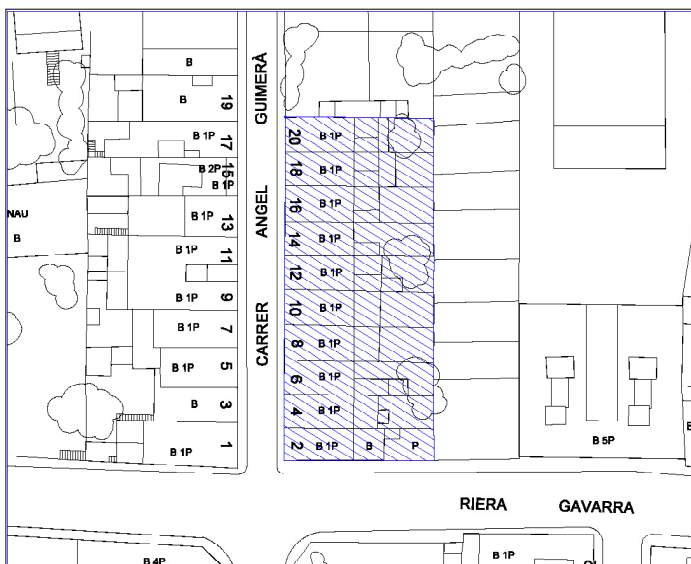 B
B
19
GUIMERÀ
17
B 1P
20
B 1P
B 2P
15
B 1P
18
B 1P
NAU
B
B 1P
13
ANGEL
16
B 1P
B 1P
11
14
B 1P
12
B 1P
B 1P
9
10
B 1P
B 1P
7
CARRER
8
B 1P
B 1P
5
6
B 1P
B
3
4
B 1P
B 1P
1
2
B 1P
B
P
B 5P
B
RIERA GAVARRA
B 4P
B 1P